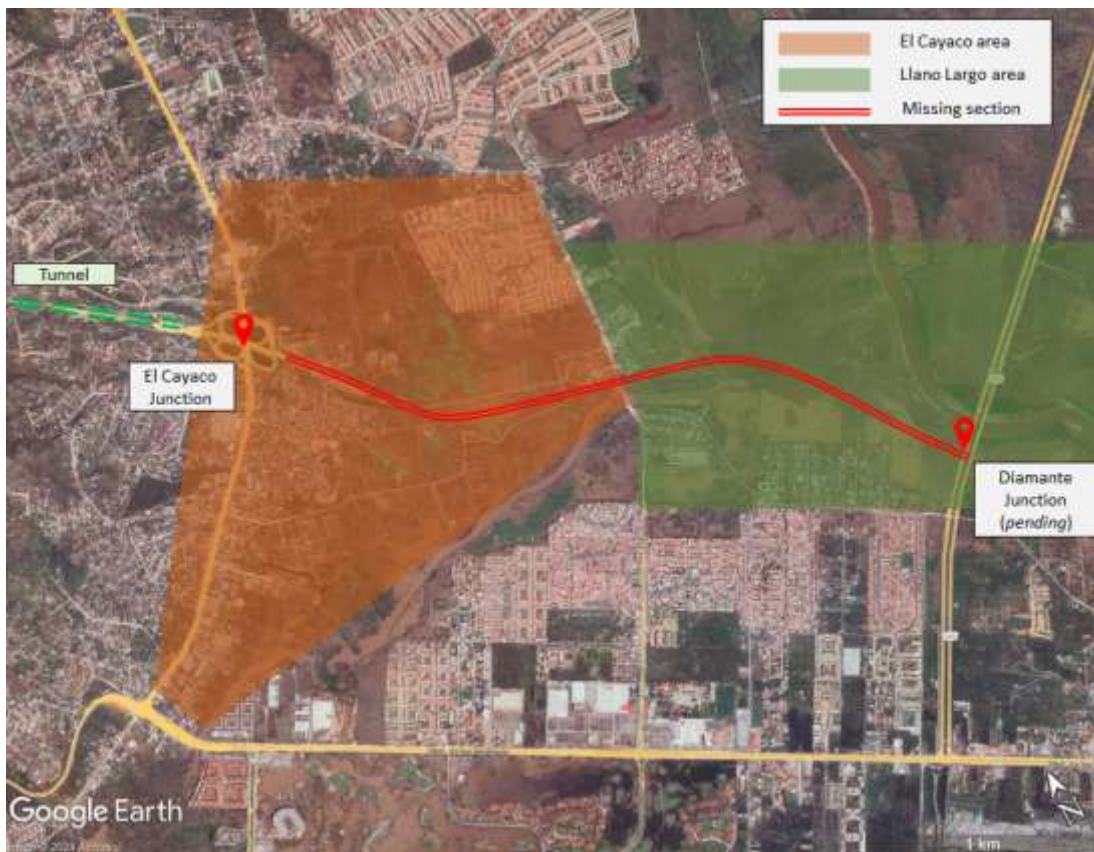 El Cayaco area
Llano Largo area
Missing section
Tunnel
El Cayaco
Junction
Diamante
Junction
(pending)
Google Earth
N
1 km